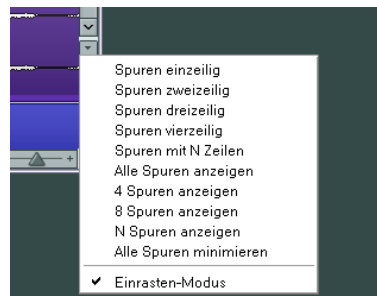 Spuren einzeilig
Spuren zweizeilig
Spuren dreizeilig
Spuren vierzeilig
Spuren mit N Zeilen
Alle Spuren anzeigen
4 Spuren anzeigen
8 Spuren anzeigen
N Spuren anzeigen
Alle Spuren minimieren
Einrasten-Modus